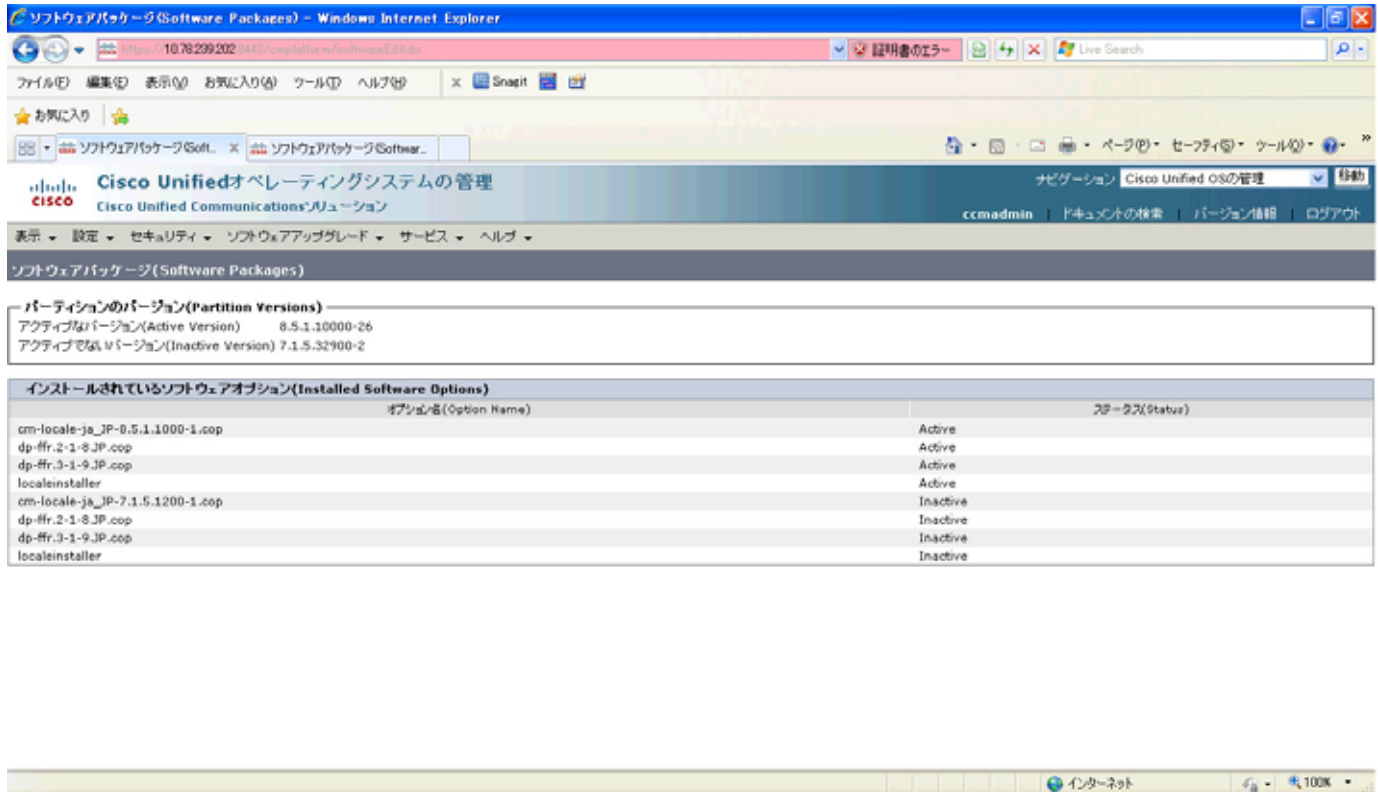 ソフトウェアパッケージ(Software Packages) - Windows Internet Explorer
https://10.78.239.202:8443/cmplatform/softwareEdit.do 証明書のエラー Live Search
ファイル(F) 編集(E) 表示(V) お気に入り(A) ツール(T) ヘルプ(H) x Snagit
お気に入り
ソフトウェアパッケージ(Soft... x ソフトウェアパッケージ(Softwar... ページ(P) セーフティ(S) ツール(O) »
cisco Cisco Unifiedオペレーティングシステムの管理 ナビゲーション Cisco Unified OSの管理 移動
Cisco Unified Communicationsソリューション ccmadmin | ドキュメントの検索 | バージョン情報 | ログアウト
表示 設定 セキュリティ ソフトウェアアップグレード サービス ヘルプ
ソフトウェアパッケージ(Software Packages)
パーティションのバージョン(Partition Versions)
アクティブなバージョン(Active Version) 8.5.1.10000-26
アクティブでないバージョン(Inactive Version) 7.1.5.32900-2
インストールされているソフトウェアオプション(Installed Software Options)
オプション名(Option Name) ステータス(Status)
cm-locale-ja_JP-8.5.1.1000-1.cop Active
dp-ffr.2-1-8.JP.cop Active
dp-ffr.3-1-9.JP.cop Active
localeinstaller Active
cm-locale-ja_JP-7.1.5.1200-1.cop Inactive
dp-ffr.2-1-8.JP.cop Inactive
dp-ffr.3-1-9.JP.cop Inactive
localeinstaller Inactive
インターネット 100%